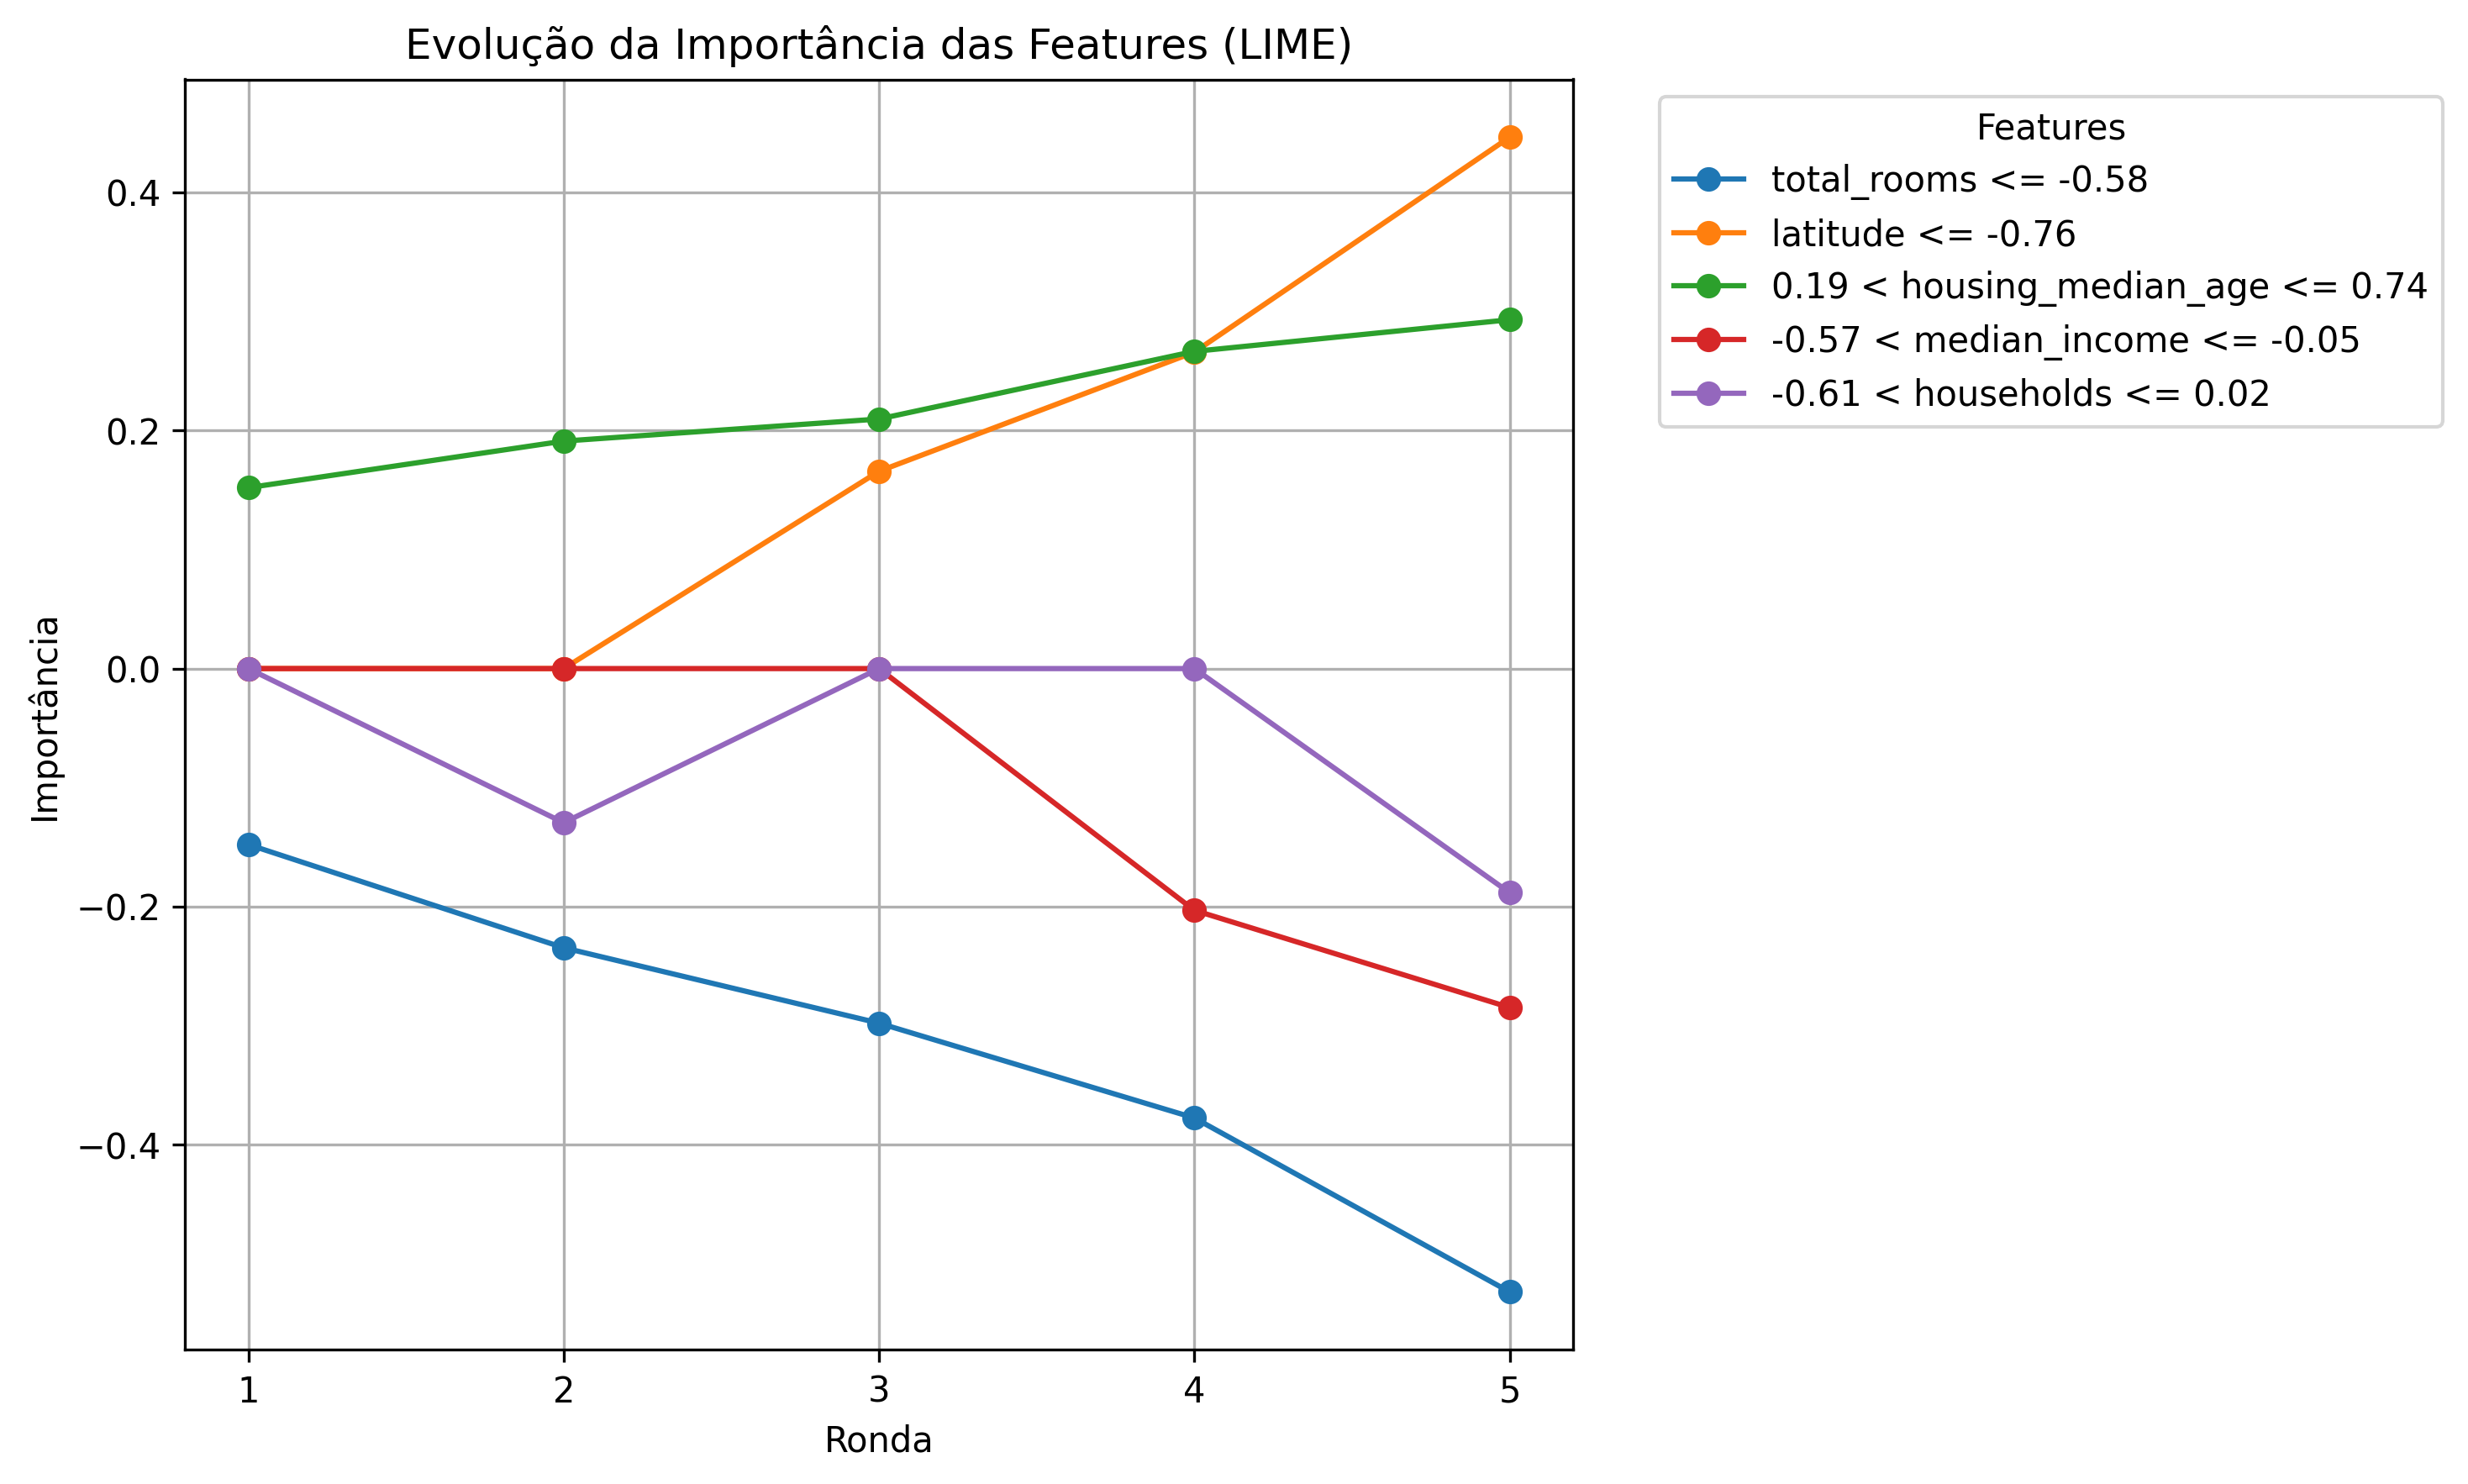 Evolução da Importância das Features (LIME)
Importância
0.4
0.2
0.0
−0.2
−0.4
1 2 3 4 5
Ronda
Features
total_rooms <= -0.58
latitude <= -0.76
0.19 < housing_median_age <= 0.74
-0.57 < median_income <= -0.05
-0.61 < households <= 0.02